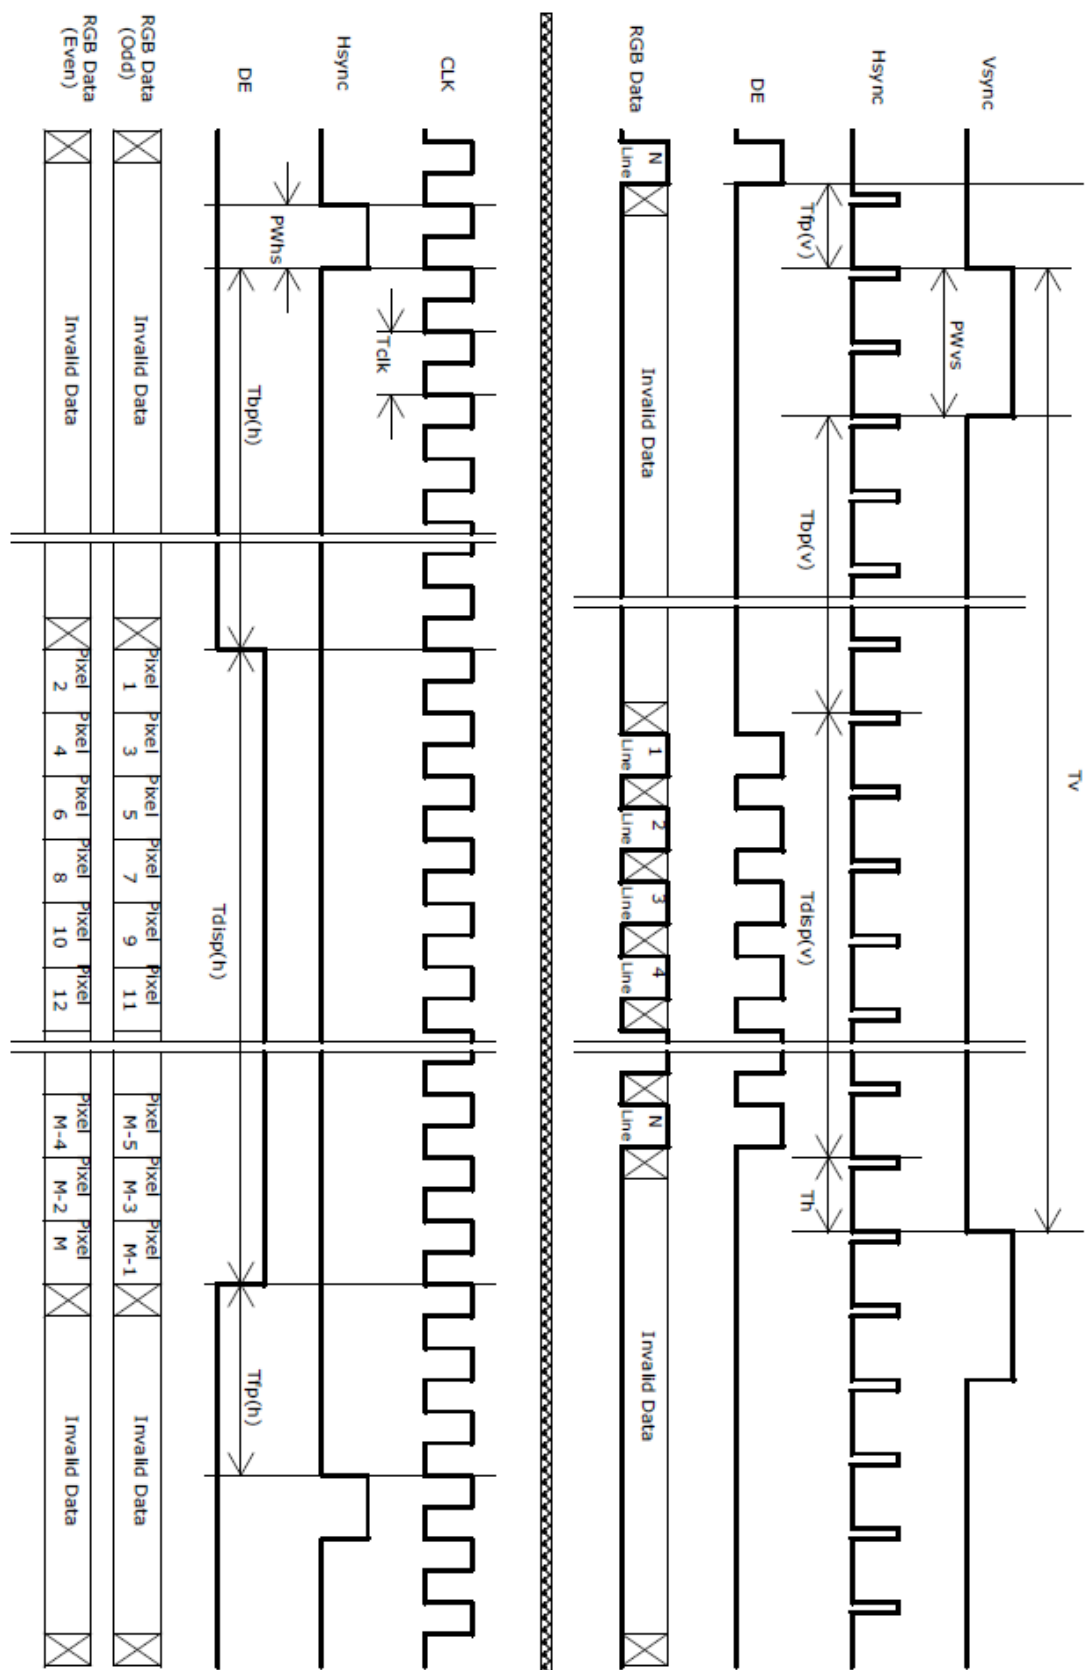 Tv
Vsync
Tfp(v)
PWvs
Tbp(v)
Tdisp(v)
Th
Hsync
DE
RGB Data
N
Line
Invalid Data
1
Line
2
Line
3
Line
4
Line
N
Line
Invalid Data
CLK
Tclk
Hsync
PWhs
Tbp(h)
Tdisp(h)
Tfp(h)
DE
RGB Data
(Odd)
Invalid Data
Pixel
1
Pixel
3
Pixel
5
Pixel
7
Pixel
9
Pixel
11
Pixel
M-5
Pixel
M-3
Pixel
M-1
Invalid Data
RGB Data
(Even)
Invalid Data
Pixel
2
Pixel
4
Pixel
6
Pixel
8
Pixel
10
Pixel
12
Pixel
M-4
Pixel
M-2
Pixel
M
Invalid Data